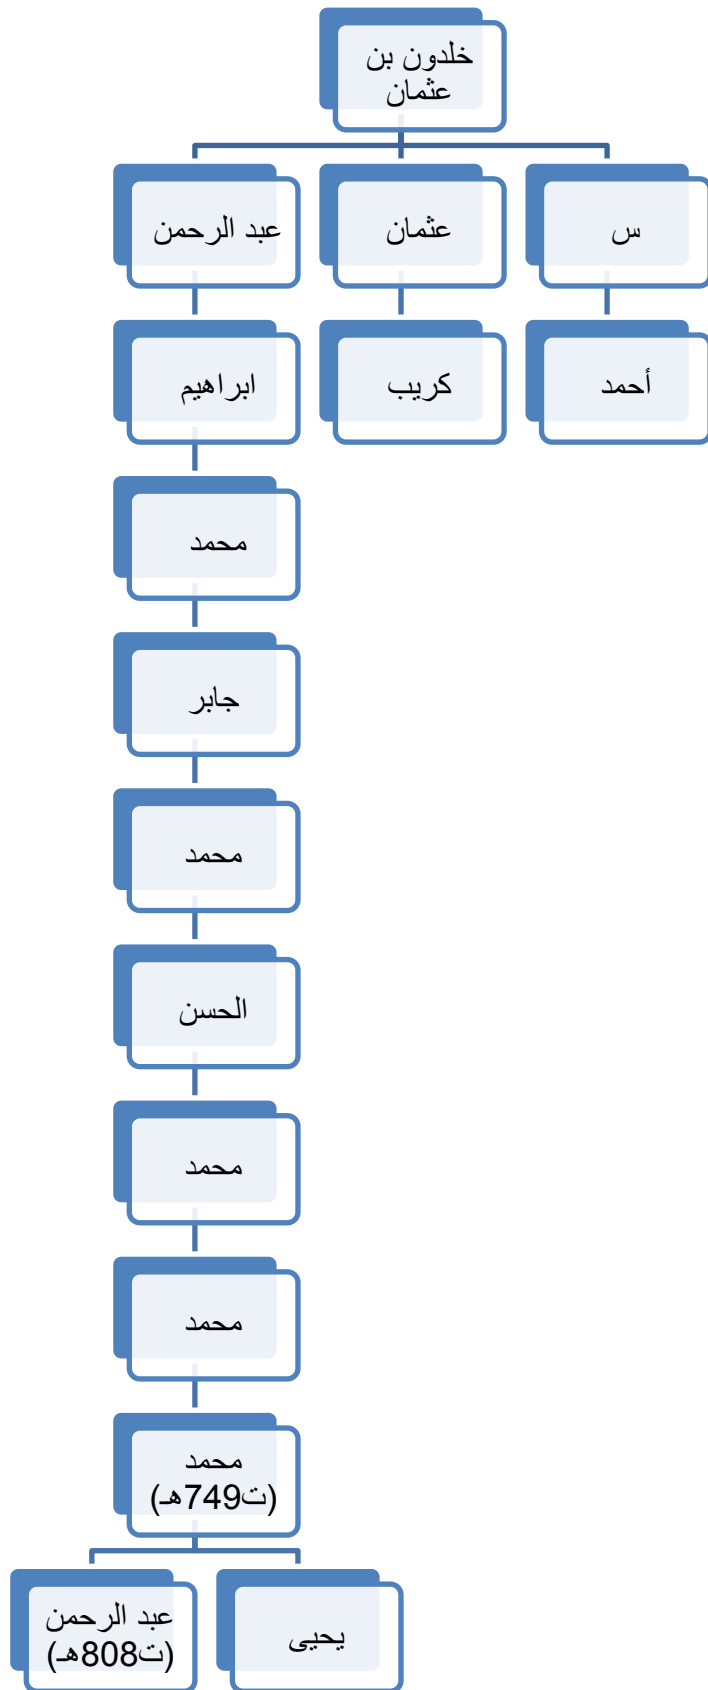 خلدون بن
عثمان
س
عثمان
عبد الرحمن
أحمد
كريب
ابراهيم
محمد
جابر
محمد
الحسن
محمد
محمد
محمد
(ت749هـ)
يحيى
عبد الرحمن
(ت808هـ)